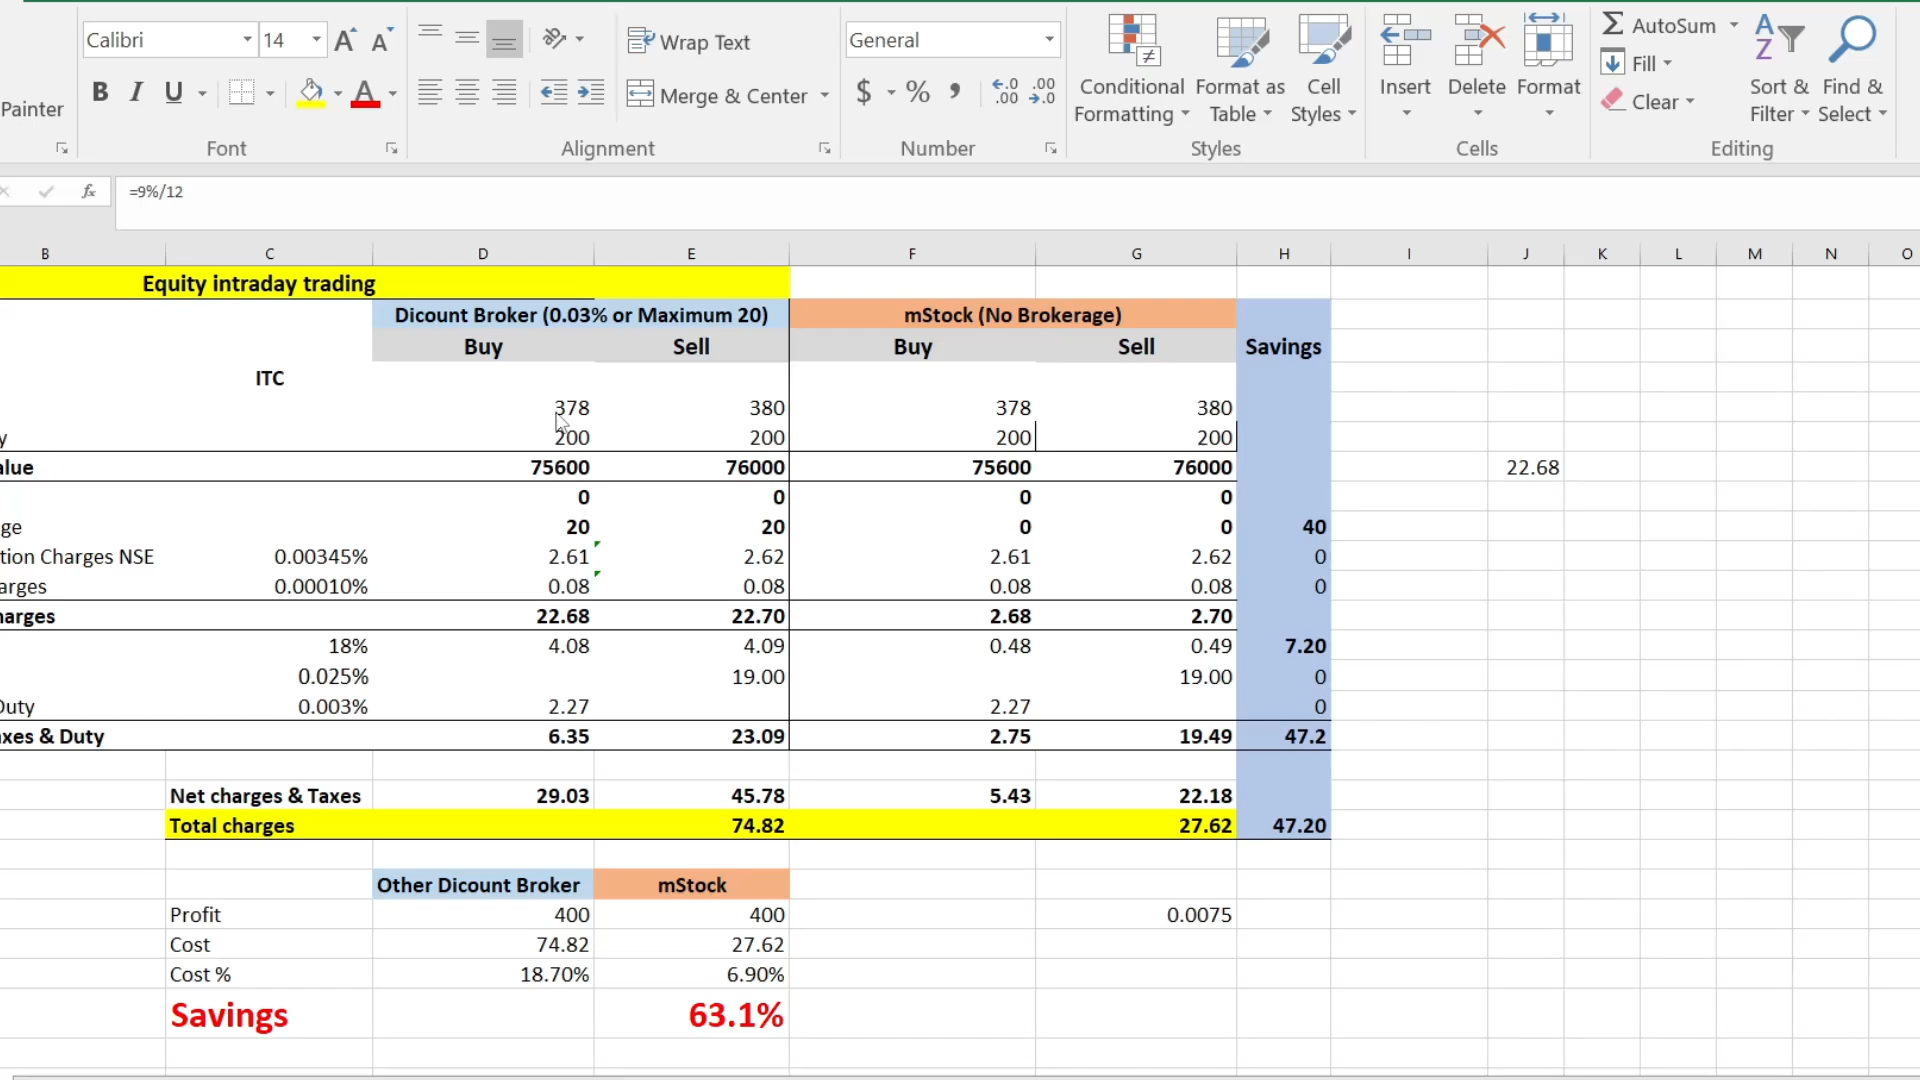 Calibri 14 Wrap Text General AutoSum
Fill
Painter B I U Merge & Center $ % , Conditional Formatting Format as Table Cell Styles Insert Delete Format Clear Sort & Filter Find & Select
Font Alignment Number Styles Cells Editing
fx =9%/12
B C D E F G H I J K L M N O
Equity intraday trading
Dicount Broker (0.03% or Maximum 20) mStock (No Brokerage)
Buy Sell Buy Sell Savings
ITC
378 380 378 380
y 200 200 200 200
alue 75600 76000 75600 76000 22.68
0 0 0 0
ge 20 20 0 0 40
tion Charges NSE 0.00345% 2.61 2.62 2.61 2.62 0
arges 0.00010% 0.08 0.08 0.08 0.08 0
harges 22.68 22.70 2.68 2.70
18% 4.08 4.09 0.48 0.49 7.20
0.025% 19.00 19.00 0
Duty 0.003% 2.27 2.27 0
axes & Duty 6.35 23.09 2.75 19.49 47.2
Net charges & Taxes 29.03 45.78 5.43 22.18
Total charges 74.82 27.62 47.20
Other Dicount Broker mStock
Profit 400 400 0.0075
Cost 74.82 27.62
Cost % 18.70% 6.90%
Savings 63.1%